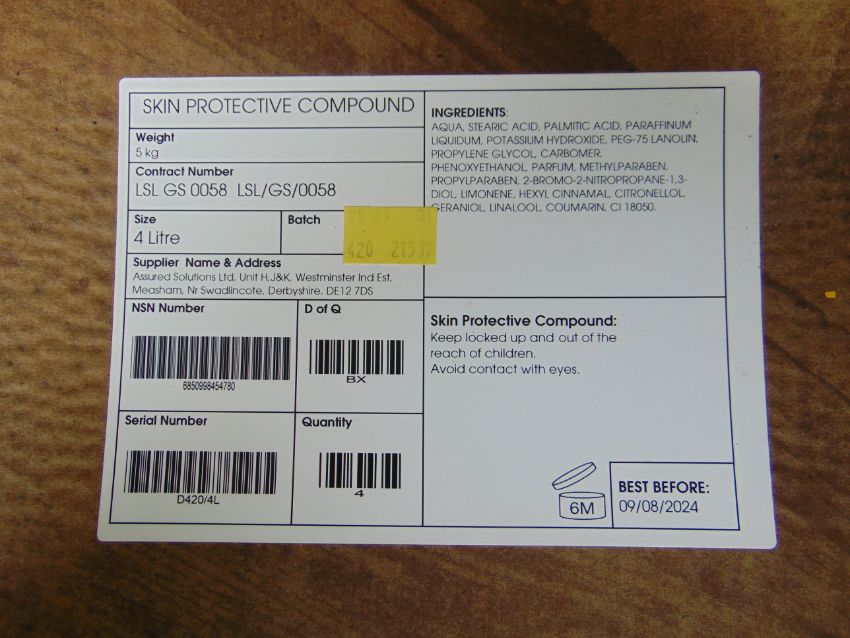 SKIN PROTECTIVE COMPOUND
Weight
5 kg
Contract Number
LSL GS 0058 LSL/GS/0058
Size
4 Litre
Batch
420 21539
Supplier Name & Address
Assured Solutions Ltd, Unit H,J&K, Westminster Ind Est,
Measham, Nr Swadlincote, Derbyshire. DE12 7DS
NSN Number
6850998454780
D of Q
BX
Serial Number
D420/4L
Quantity
4
INGREDIENTS:
AQUA, STEARIC ACID, PALMITIC ACID, PARAFFINUM
LIQUIDUM, POTASSIUM HYDROXIDE, PEG-75 LANOLIN,
PROPYLENE GLYCOL, CARBOMER,
PHENOXYETHANOL, PARFUM, METHYLPARABEN,
PROPYLPARABEN, 2-BROMO-2-NITROPROPANE-1,3-
DIOL, LIMONENE, HEXYL CINNAMAL, CITRONELLOL,
GERANIOL, LINALOOL, COUMARIN, CI 18050.
Skin Protective Compound:
Keep locked up and out of the
reach of children.
Avoid contact with eyes.
6M
BEST BEFORE:
09/08/2024